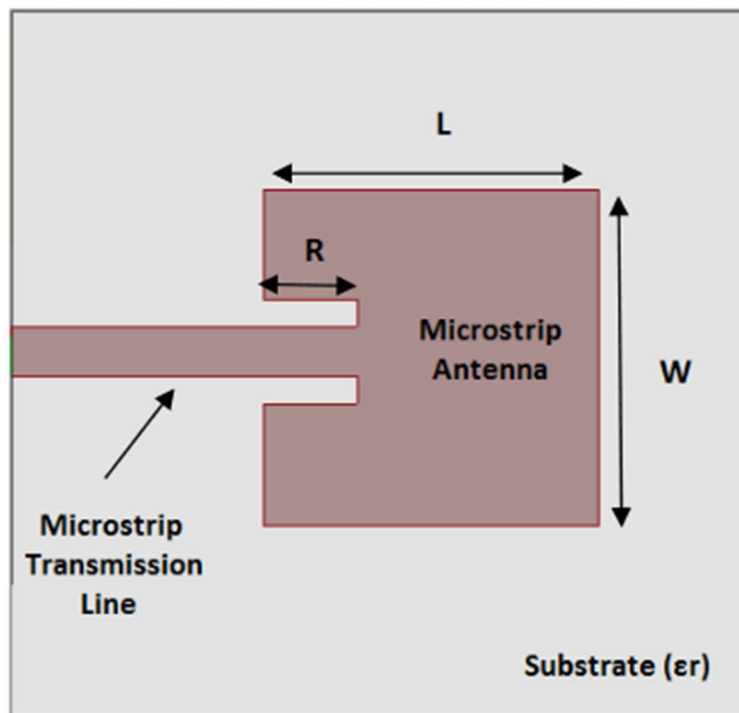 L
R
Microstrip
Antenna
W
Microstrip
Transmission
Line
Substrate (εr)